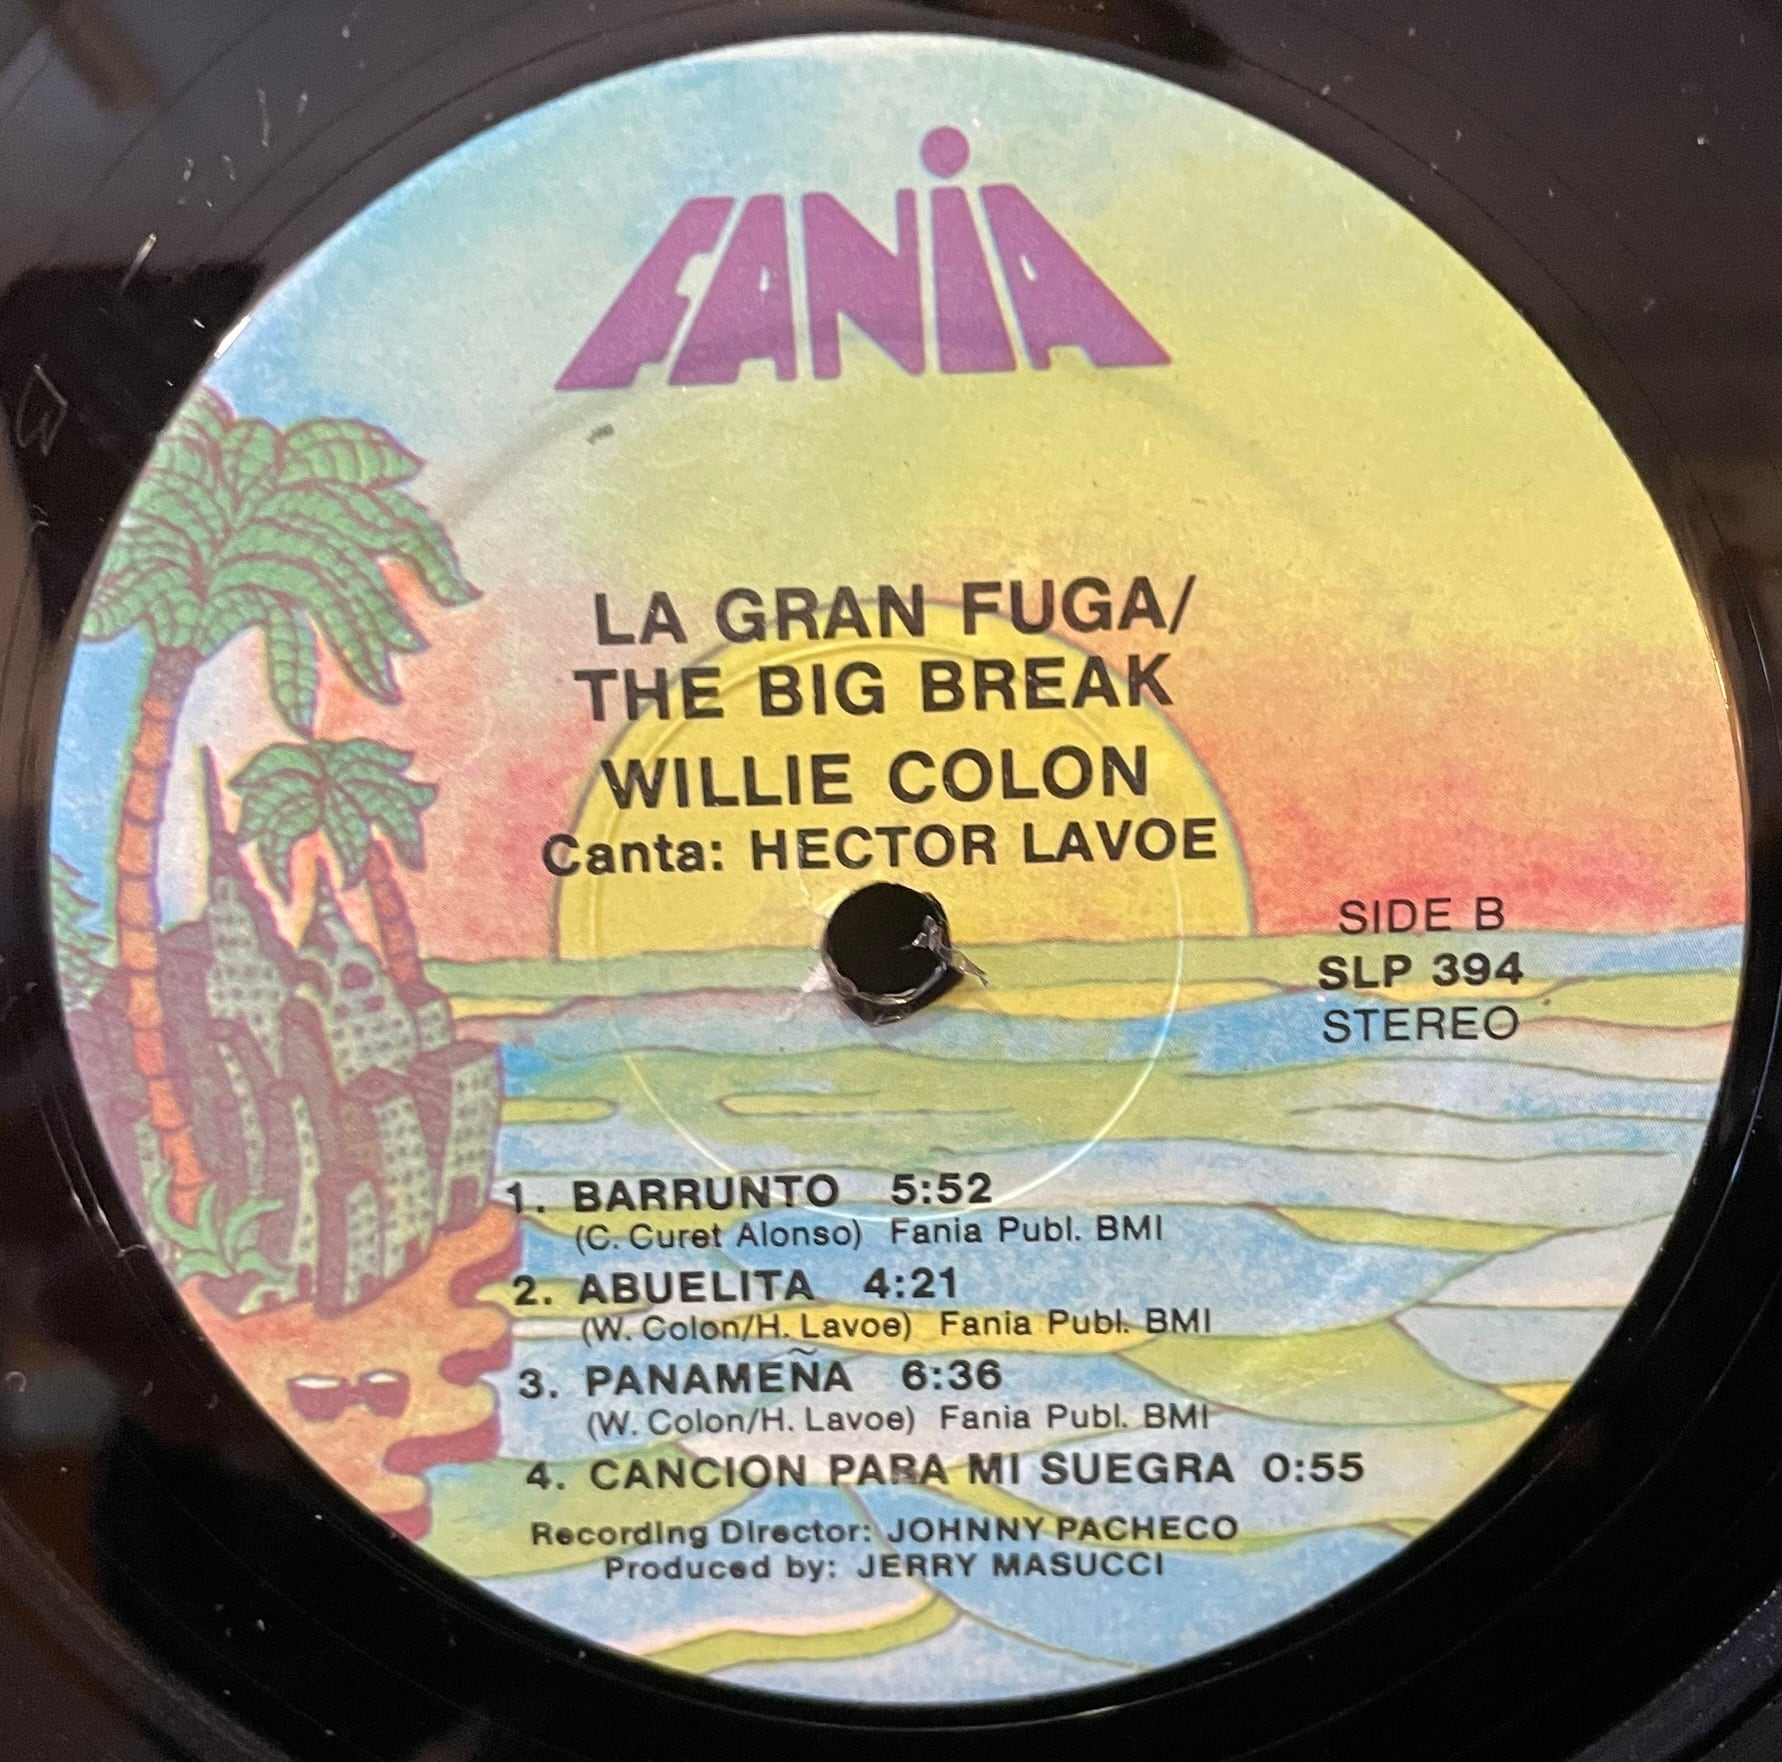 FANiA
LA GRAN FUGA/
THE BIG BREAK
WILLIE COLON
Canta: HECTOR LAVOE
SIDE B
SLP 394
STEREO
1. BARRUNTO 5:52
(C. Curet Alonso) Fania Publ. BMI
2. ABUELITA 4:21
(W. Colon/H. Lavoe) Fania Publ. BMI
3. PANAMEÑA 6:36
(W. Colon/H. Lavoe) Fania Publ. BMI
4. CANCION PARA MI SUEGRA 0:55
Recording Director: JOHNNY PACHECO
Produced by: JERRY MASUCCI